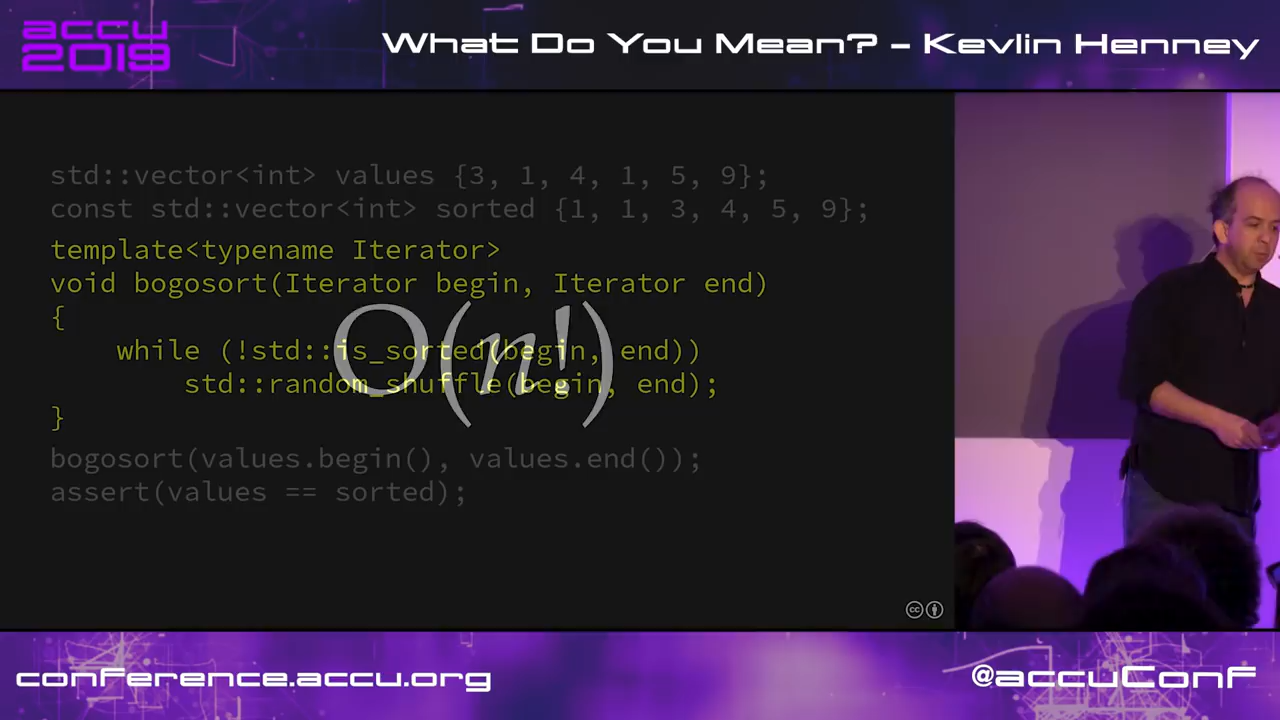 accu
2019
What Do You Mean? – Kevlin Henney
std::vector<int> values {3, 1, 4, 1, 5, 9};
const std::vector<int> sorted {1, 1, 3, 4, 5, 9};
template<typename Iterator>
void bogosort(Iterator begin, Iterator end)
{
    while (!std::is_sorted(begin, end))
        std::random_shuffle(begin, end);
}
O(n!)
bogosort(values.begin(), values.end());
assert(values == sorted);
cc
conference.accu.org
@accuConf